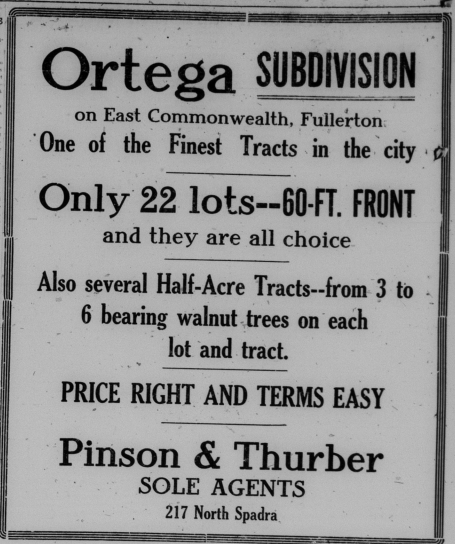 Ortega SUBDIVISION
on East Commonwealth, Fullerton.
One of the Finest Tracts in the city
Only 22 lots--60-FT. FRONT
and they are all choice
Also several Half-Acre Tracts--from 3 to
6 bearing walnut trees on each
lot and tract.
PRICE RIGHT AND TERMS EASY
Pinson & Thurber
SOLE AGENTS
217 North Spadra